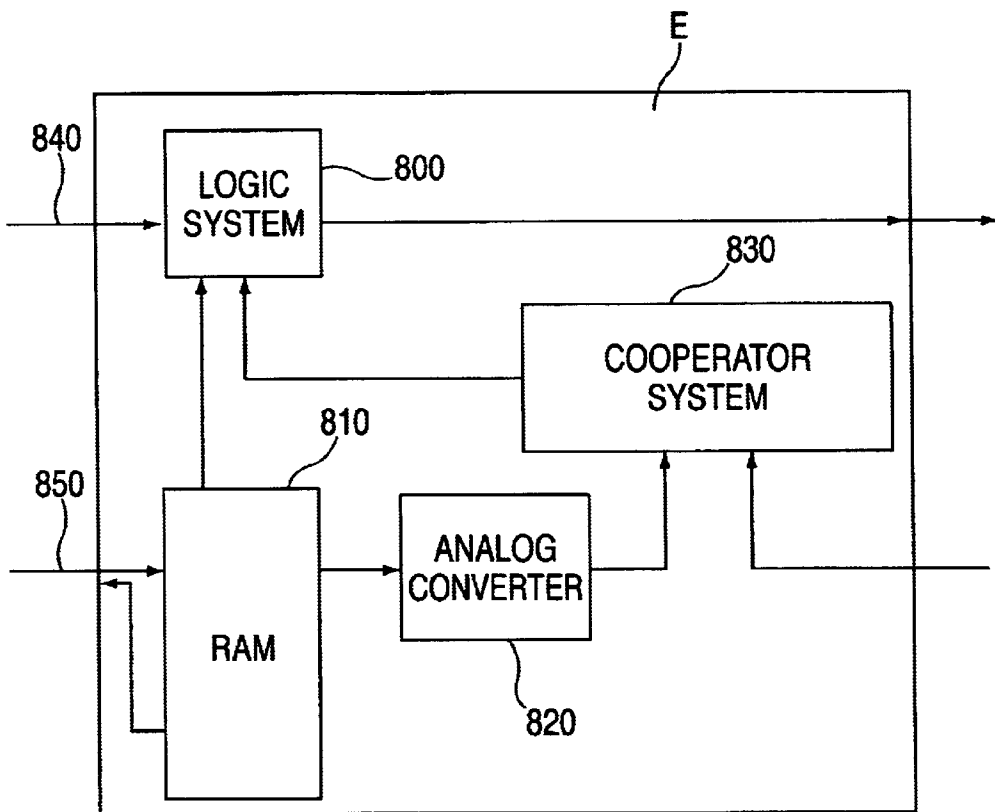 E
840
800
LOGIC
SYSTEM
830
COOPERATOR
SYSTEM
810
850
ANALOG
CONVERTER
RAM
820